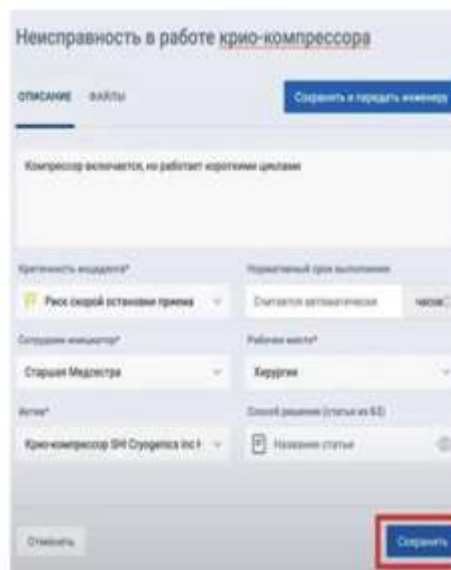 Неисправность в работе крио-компрессора
ОПИСАНИЕ ФАЙЛЫ
Сохранить и передать инженеру
Компрессор включается, но работает короткими циклами
Критичность инцидента* Нормативный срок выполнения
Риск скорой остановки приема Считается автоматически часов
Сотрудник инициатор* Рабочее место*
Старшая Медсестра Хирургия
Актив* Способ решения (статья из БЗ)
Крио-компрессор SHI Cryogenics Inc Название статьи
Отменить Сохранить